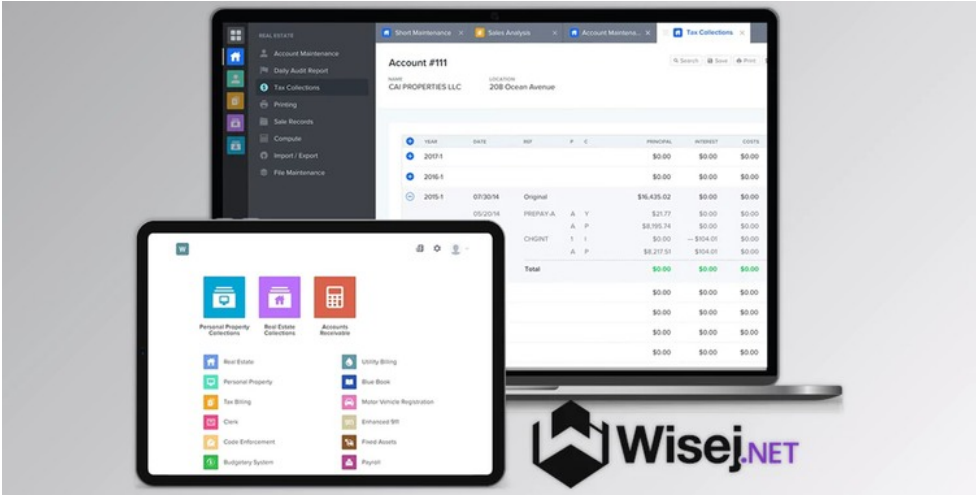 REAL ESTATE
Account Maintenance
Daily Audit Report
Tax Collections
Printing
Sale Records
Compute
Import / Export
File Maintenance
Short Maintenance × Sales Analysis × Account Maintena... × Tax Collections ×
Account #111
Search Save Print
NAME LOCATION
CAI PROPERTIES LLC 208 Ocean Avenue
YEAR DATE REF P C PRINCIPAL INTEREST COSTS
2017-1 $0.00 $0.00 $0.00
2016-1 $0.00 $0.00 $0.00
2015-1 07/30/14 Original $16,435.02 $0.00 $0.00
05/20/14 PREPAY-A A Y $21.77 $0.00 $0.00
A P $8,195.74 $0.00 $0.00
CHGINT 1 I $0.00 — $104.01 $0.00
A P $8,217.51 $104.01 $0.00
Total $0.00 $0.00 $0.00
$0.00 $0.00 $0.00
$0.00 $0.00 $0.00
$0.00 $0.00 $0.00
$0.00 $0.00 $0.00
W
Personal Property
Collections
Real Estate
Collections
Accounts
Receivable
Real Estate
Personal Property
Tax Billing
Clerk
Code Enforcement
Budgetary System
Utility Billing
Blue Book
Motor Vehicle Registration
Enhanced 911
Fixed Assets
Payroll
Wisej.NET